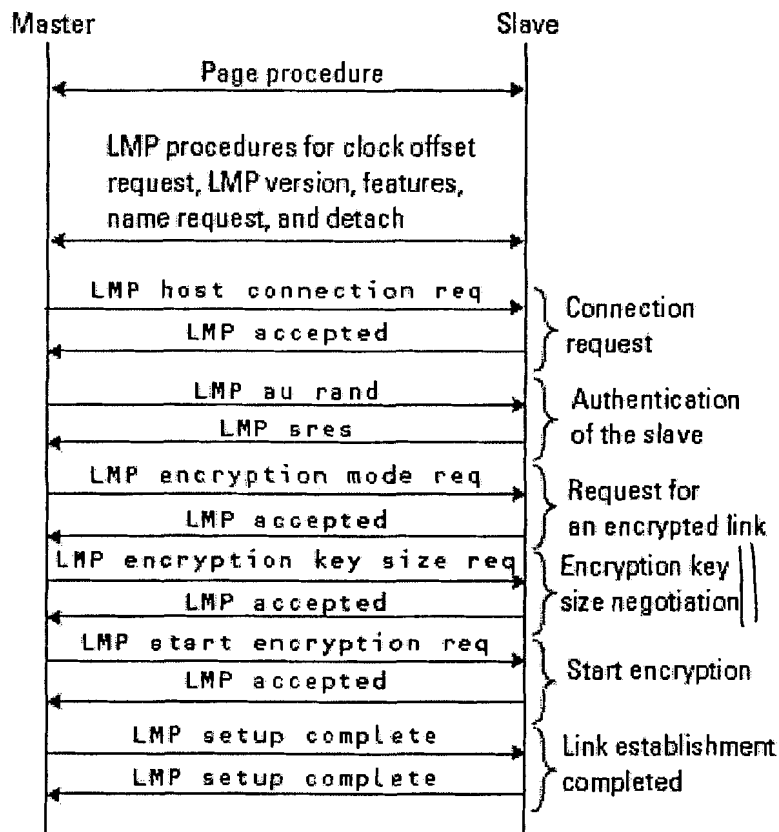 Master
Slave
Page procedure
LMP procedures for clock offset
request, LMP version, features,
name request, and detach
LMP host connection req
LMP accepted
Connection
request
LMP au rand
LMP sres
Authentication
of the slave
LMP encryption mode req
LMP accepted
Request for
an encrypted link
LMP encryption key size req
LMP accepted
Encryption key
size negotiation
LMP start encryption req
LMP accepted
Start encryption
LMP setup complete
LMP setup complete
Link establishment
completed